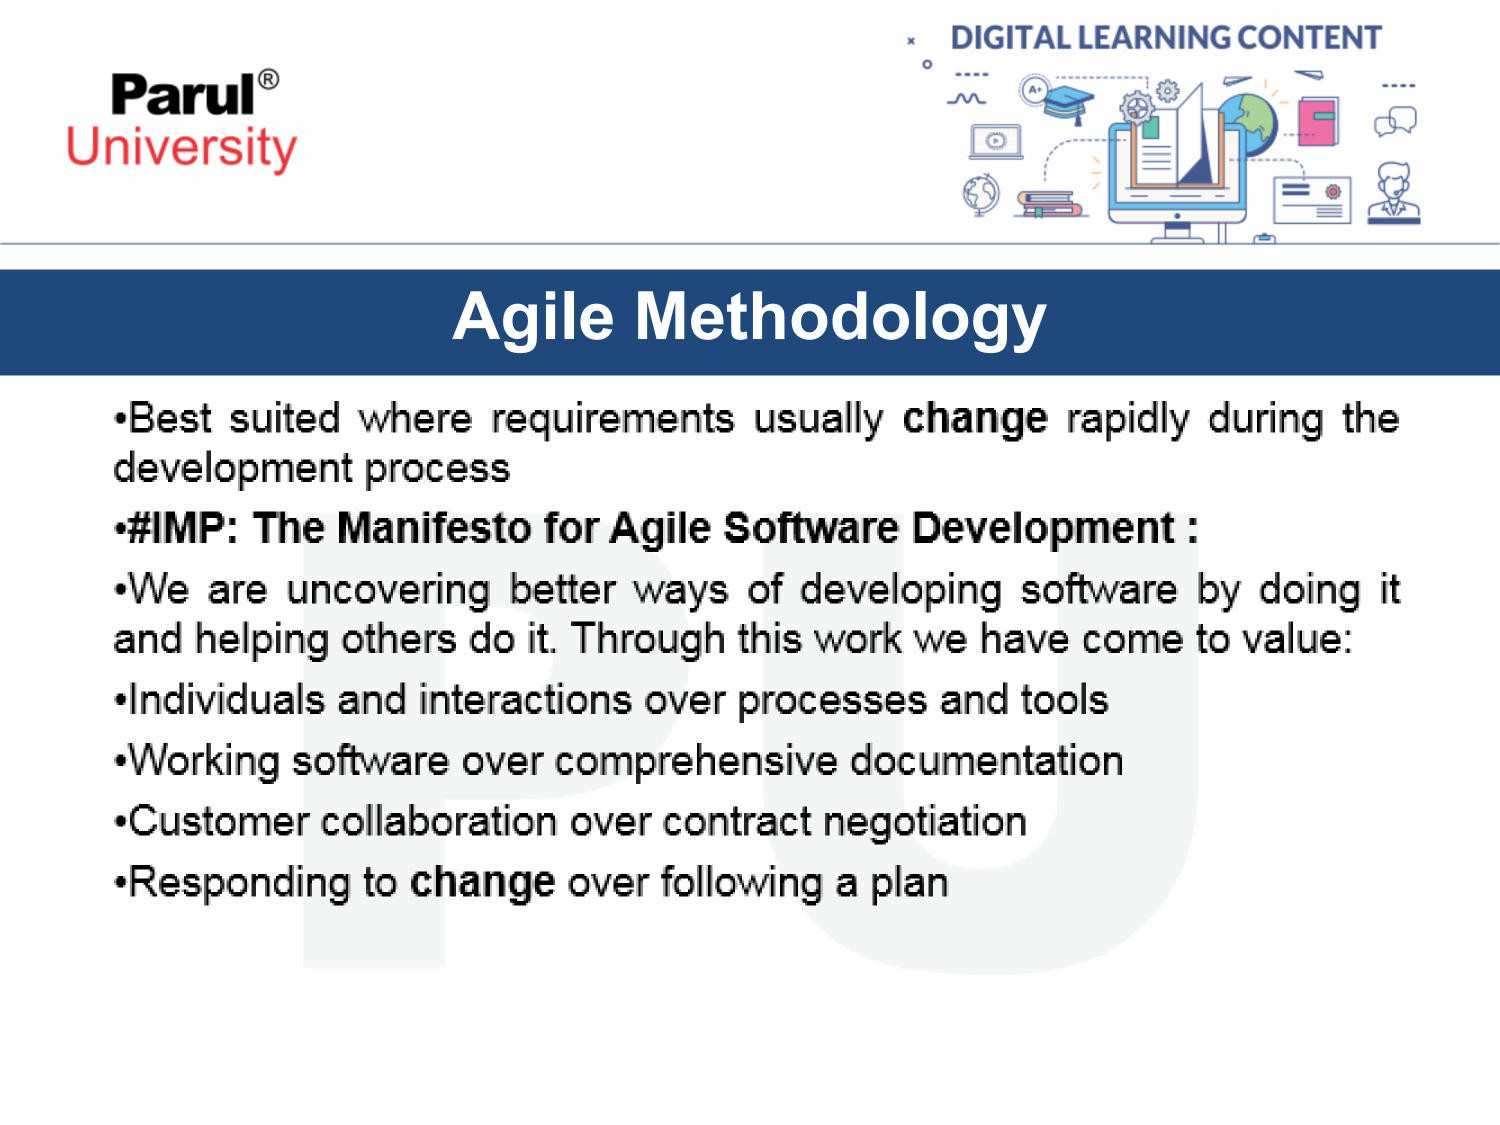 Parul®
University
DIGITAL LEARNING CONTENT
A+
Agile Methodology
•Best suited where requirements usually change rapidly during the
development process
•#IMP: The Manifesto for Agile Software Development :
•We are uncovering better ways of developing software by doing it
and helping others do it. Through this work we have come to value:
•Individuals and interactions over processes and tools
•Working software over comprehensive documentation
•Customer collaboration over contract negotiation
•Responding to change over following a plan
PU